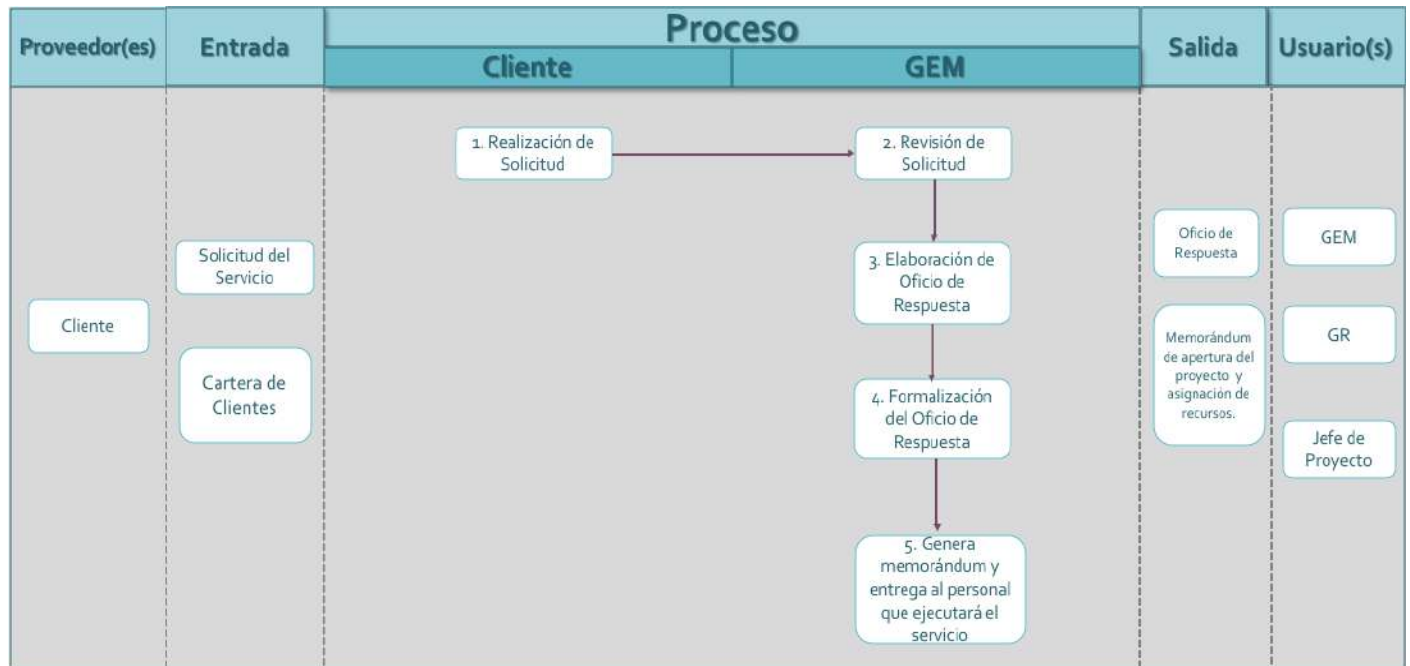 Proveedor(es)
Entrada
Proceso
Cliente
GEM
Salida
Usuario(s)
Cliente
Solicitud del
Servicio
Cartera de
Clientes
1. Realización de
Solicitud
2. Revisión de
Solicitud
3. Elaboración de
Oficio de
Respuesta
4. Formalización
del Oficio de
Respuesta
5. Genera
memorándum y
entrega al personal
que ejecutará el
servicio
Oficio de
Respuesta
Memorándum
de apertura del
proyecto y
asignación de
recursos.
GEM
GR
Jefe de
Proyecto